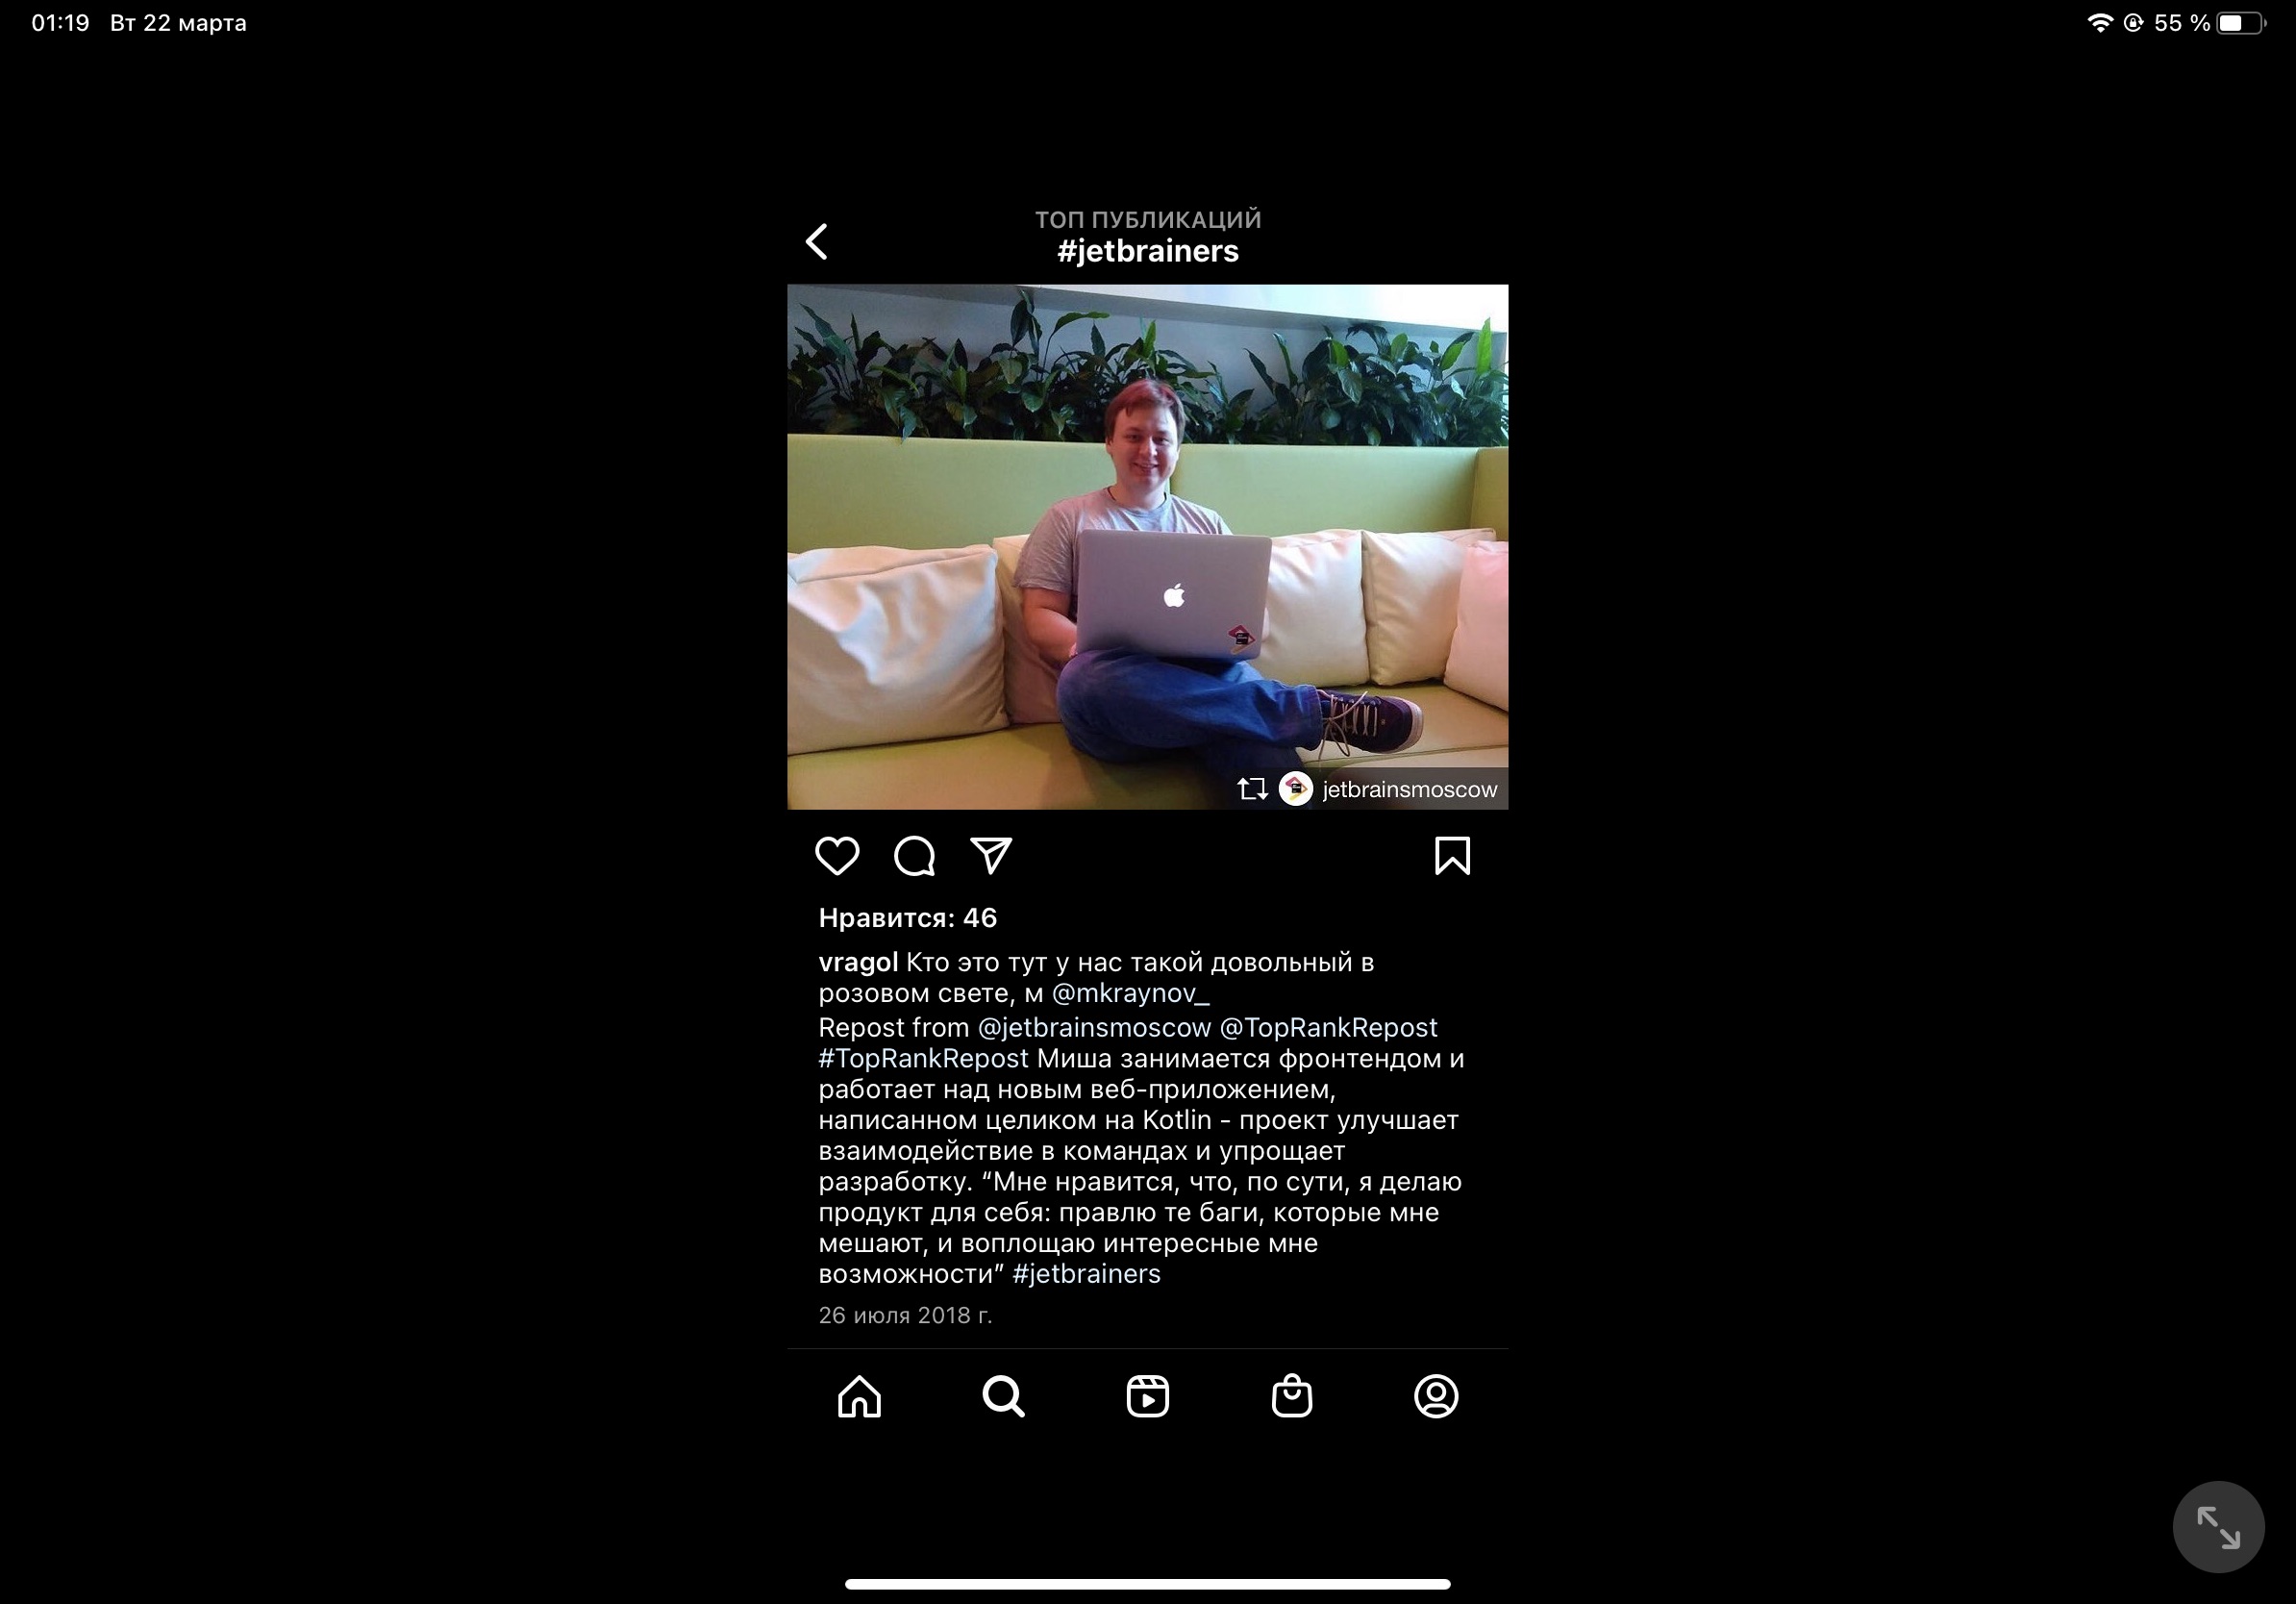 01:19 Вт 22 марта
55 %
ТОП ПУБЛИКАЦИЙ
#jetbrainers
jetbrainsmoscow
Нравится: 46
vragol Кто это тут у нас такой довольный в
розовом свете, м @mkraynov_
Repost from @jetbrainsmoscow @TopRankRepost
#TopRankRepost Миша занимается фронтендом и
работает над новым веб-приложением,
написанном целиком на Kotlin - проект улучшает
взаимодействие в командах и упрощает
разработку. “Мне нравится, что, по сути, я делаю
продукт для себя: правлю те баги, которые мне
мешают, и воплощаю интересные мне
возможности” #jetbrainers
26 июля 2018 г.